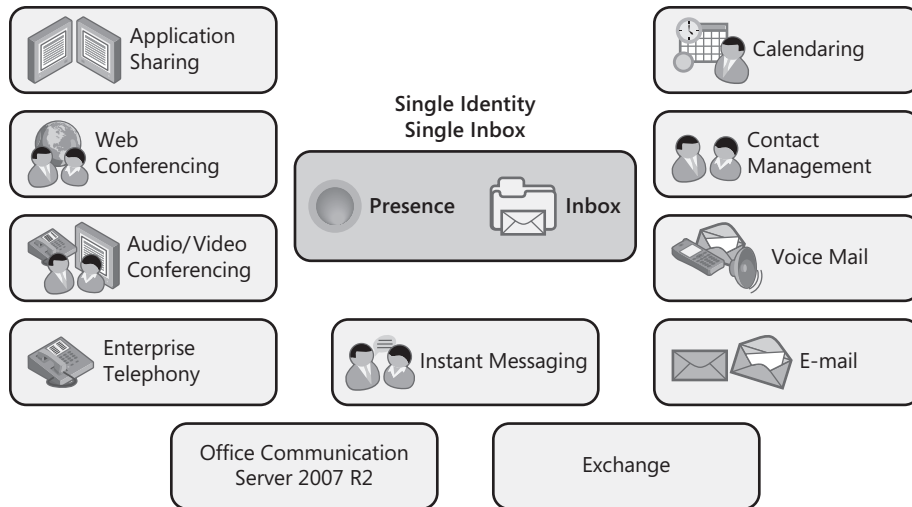 Application
Sharing
Calendaring
Single Identity
Single Inbox
Web
Conferencing
Presence
Inbox
Contact
Management
Audio/Video
Conferencing
Voice Mail
Enterprise
Telephony
Instant Messaging
E-mail
Office Communication
Server 2007 R2
Exchange